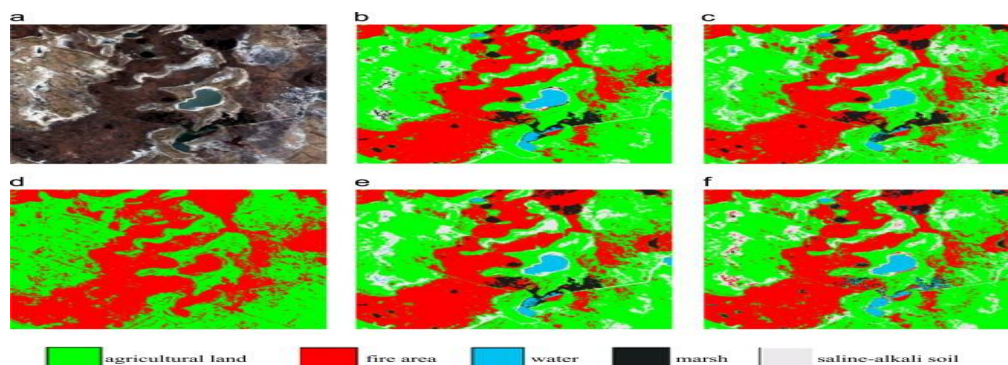 a b c
d e f
agricultural land fire area water marsh saline-alkali soil